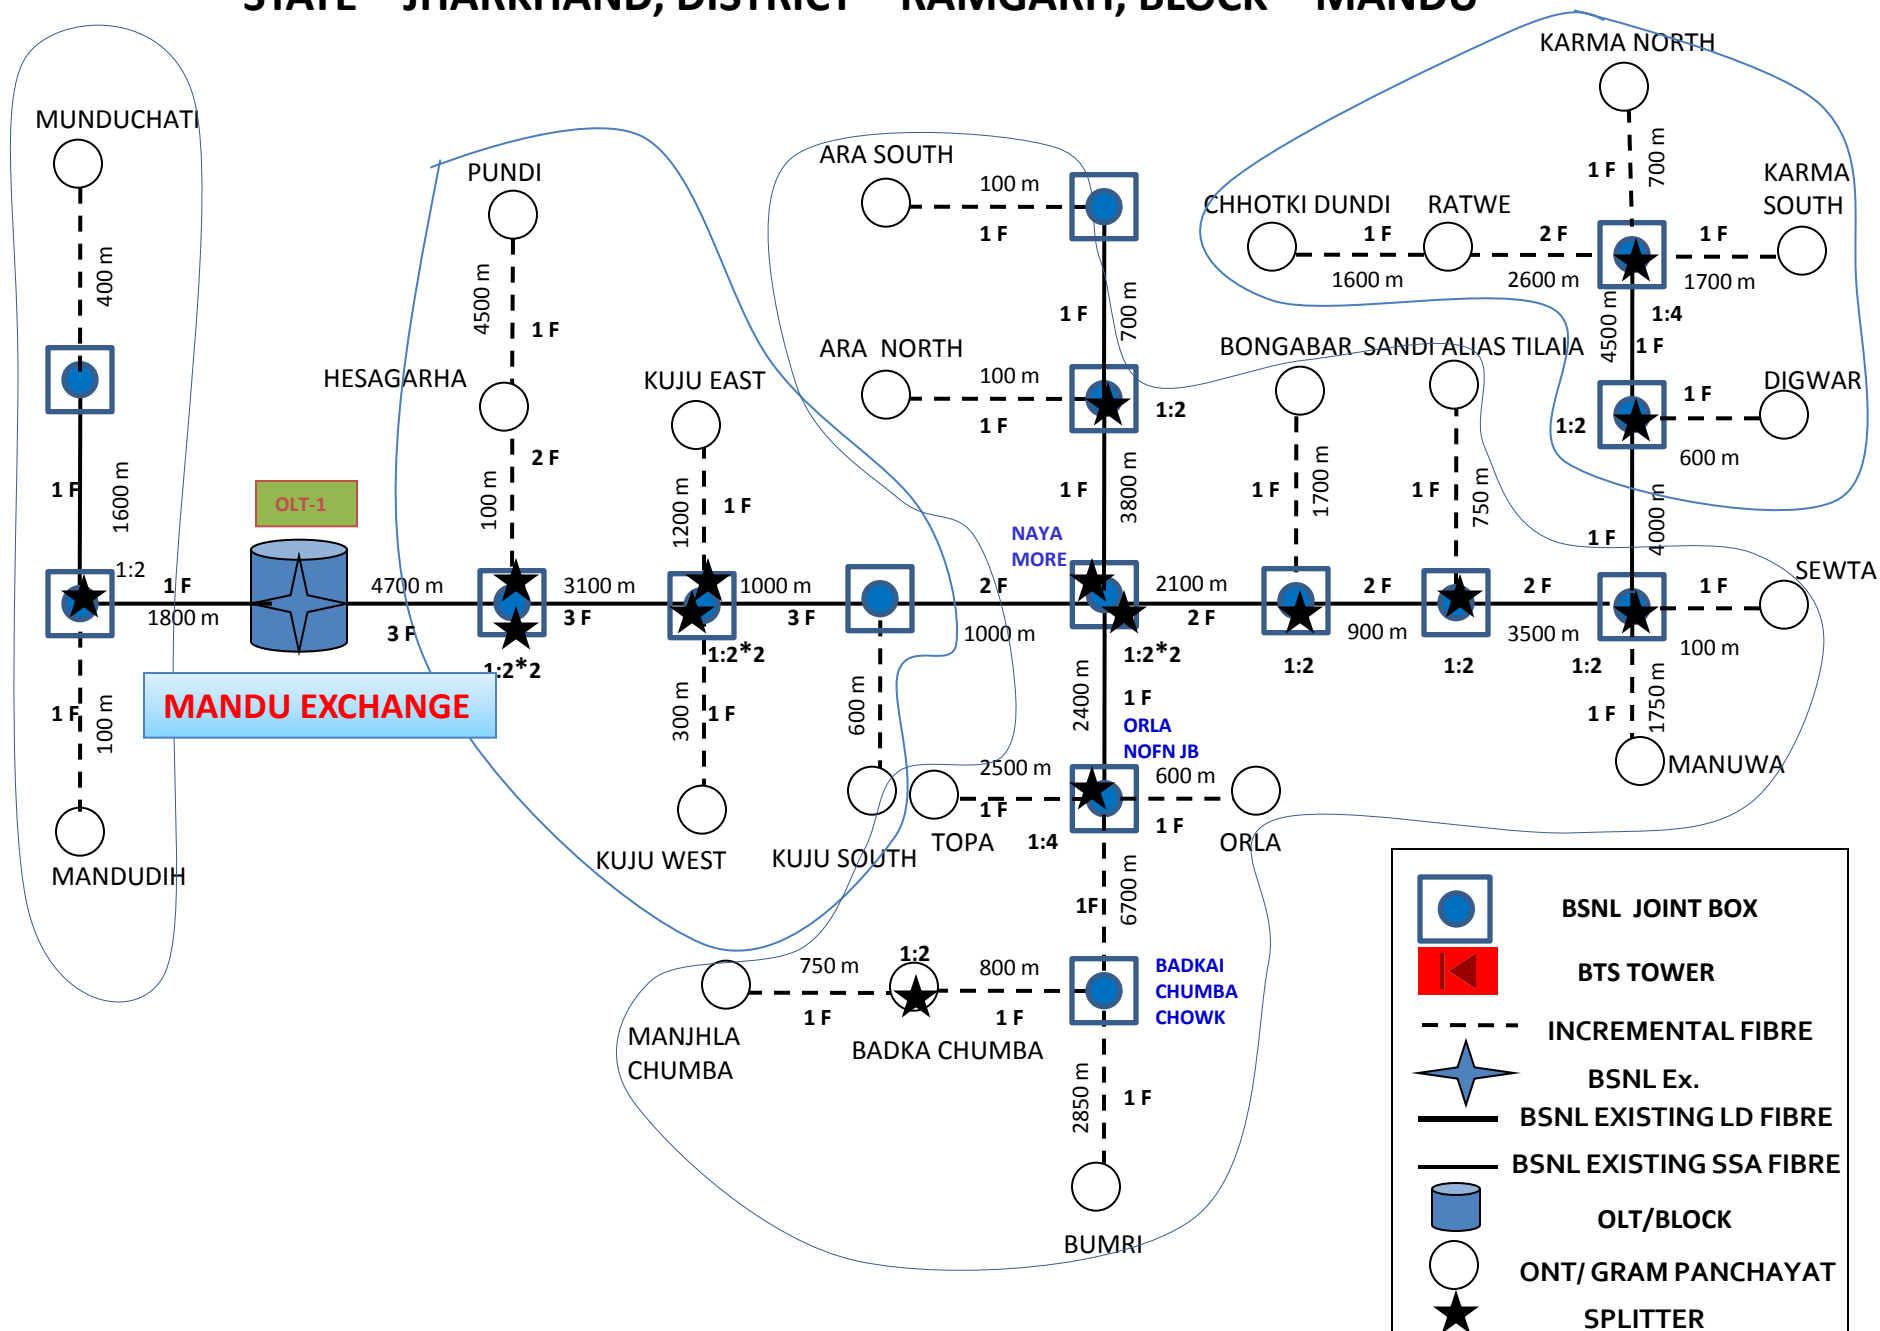 STATE – JHARKHAND, DISTRICT – RAMGARH, BLOCK – MANDU
KARMA NORTH
MUNDUCHATI
ARA SOUTH
100 m
1 F
700 m
1 F
KARMA
SOUTH
PUNDI
CHHOTKI DUNDI
RATWE
1 F
2 F
1 F
1 F
1600 m
2600 m
1700 m
400 m
4500 m
1 F
1 F
700 m
4500 m
1:4
1 F
HESAGARHA
KUJU EAST
ARA NORTH
100 m
1 F
1:2
BONGABAR
SANDI ALIAS TILAIA
DIGWAR
1 F
1:2
600 m
2 F
100 m
1 F
1600 m
OLT-1
1200 m
1 F
1 F
3800 m
1 F
1700 m
1 F
750 m
4000 m
1 F
NAYA
MORE
1:2
1 F
1800 m
4700 m
3 F
3100 m
3 F
1000 m
3 F
2 F
1000 m
2100 m
2 F
2 F
900 m
2 F
3500 m
1 F
100 m
SEWTA
1:2*2
1:2*2
1:2*2
1:2
1:2
1:2
MANDU EXCHANGE
1 F
100 m
300 m
1 F
600 m
2400 m
1 F
ORLA
NOFN JB
1 F
1750 m
MANUWA
2500 m
1 F
600 m
1 F
TOPA
1:4
ORLA
MANDUDIH
KUJU WEST
KUJU SOUTH
1F
6700 m
1:2
750 m
1 F
800 m
1 F
BADKAI
CHUMBA
CHOWK
MANJHLA
CHUMBA
BADKA CHUMBA
2850 m
1 F
BUMRI
BSNL JOINT BOX
BTS TOWER
INCREMENTAL FIBRE
BSNL Ex.
BSNL EXISTING LD FIBRE
BSNL EXISTING SSA FIBRE
OLT/BLOCK
ONT/ GRAM PANCHAYAT
SPLITTER